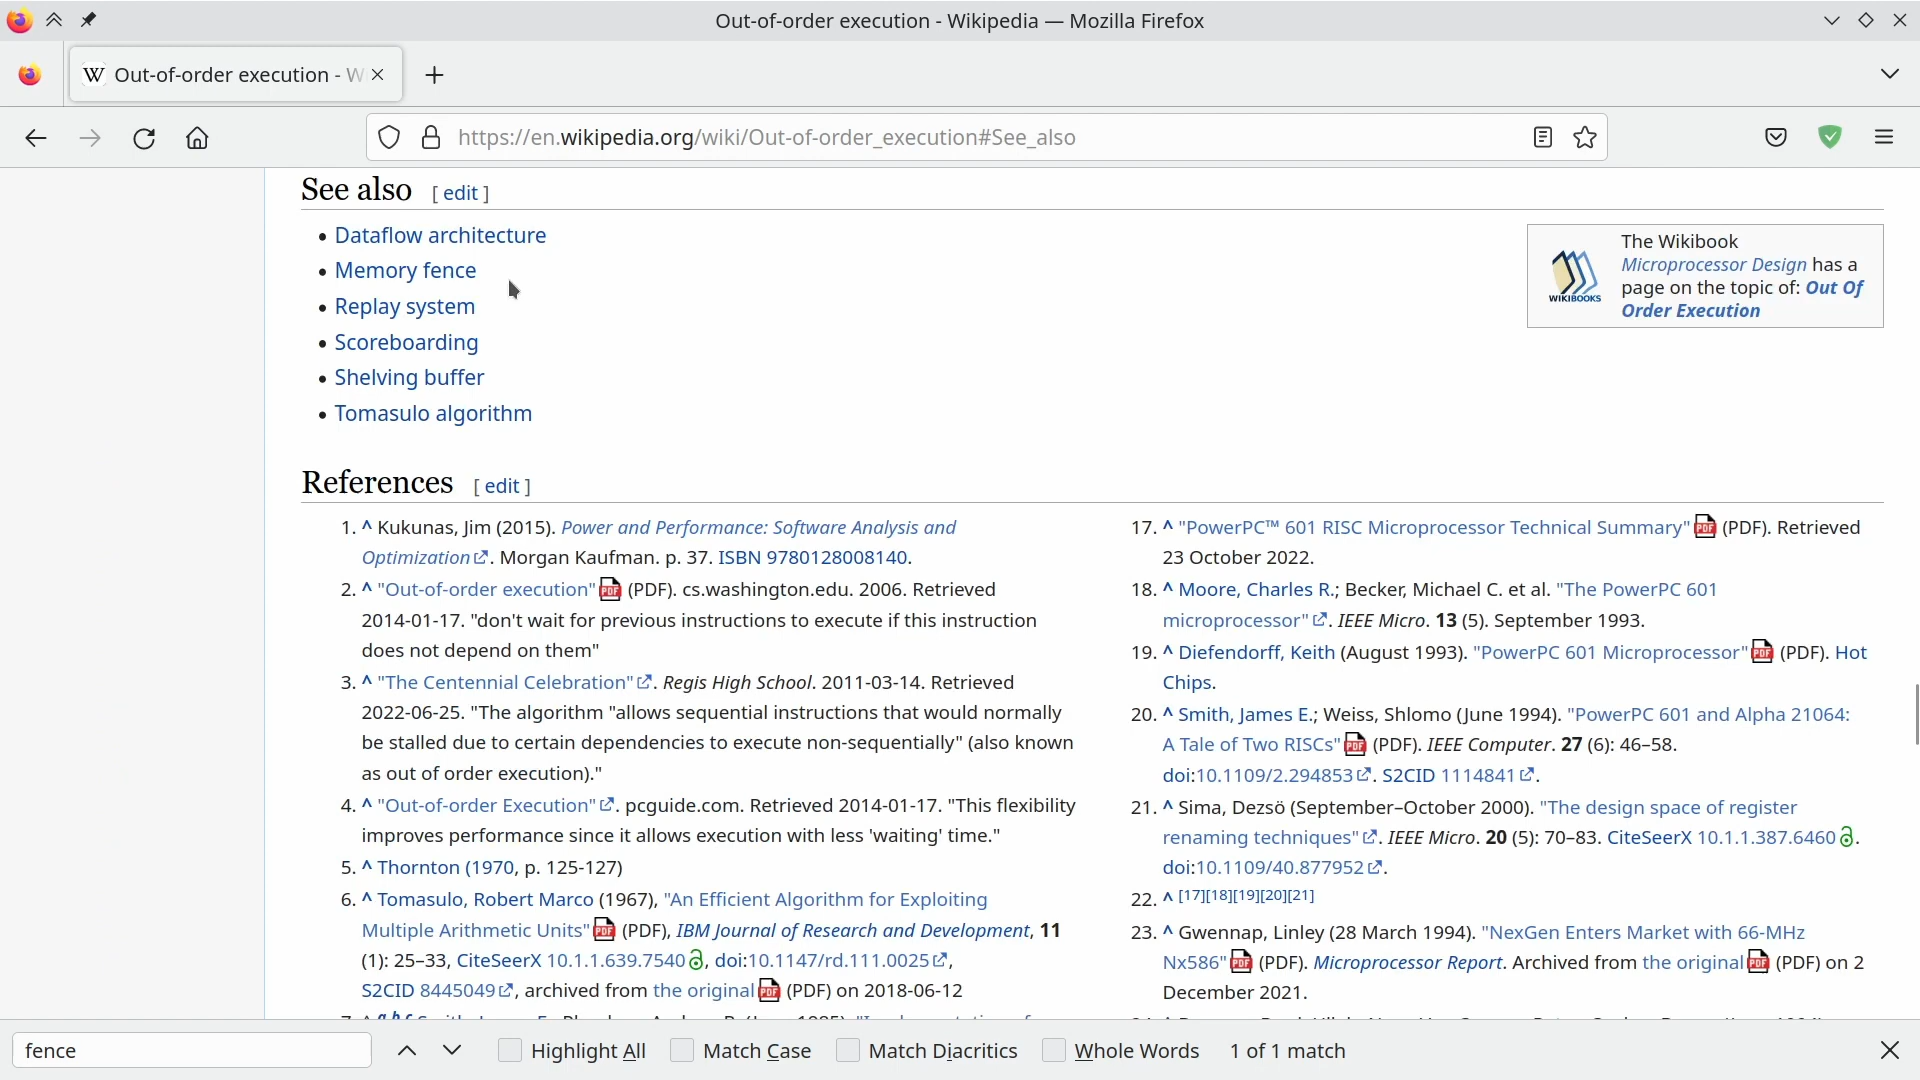 Out-of-order execution - Wikipedia — Mozilla Firefox
W Out-of-order execution - W
https://en.wikipedia.org/wiki/Out-of-order_execution#See_also
See also [ edit ]
Dataflow architecture
Memory fence
Replay system
Scoreboarding
Shelving buffer
Tomasulo algorithm
WIKIBOOKS
The Wikibook
Microprocessor Design has a
page on the topic of: Out Of
Order Execution
References [ edit ]
1. ^ Kukunas, Jim (2015). Power and Performance: Software Analysis and
Optimization. Morgan Kaufman. p. 37. ISBN 9780128008140.
2. ^ "Out-of-order execution" PDF (PDF). cs.washington.edu. 2006. Retrieved
2014-01-17. "don't wait for previous instructions to execute if this instruction
does not depend on them"
3. ^ "The Centennial Celebration". Regis High School. 2011-03-14. Retrieved
2022-06-25. "The algorithm "allows sequential instructions that would normally
be stalled due to certain dependencies to execute non-sequentially" (also known
as out of order execution)."
4. ^ "Out-of-order Execution". pcguide.com. Retrieved 2014-01-17. "This flexibility
improves performance since it allows execution with less 'waiting' time."
5. ^ Thornton (1970, p. 125-127)
6. ^ Tomasulo, Robert Marco (1967), "An Efficient Algorithm for Exploiting
Multiple Arithmetic Units" PDF (PDF), IBM Journal of Research and Development, 11
(1): 25–33, CiteSeerX 10.1.1.639.7540, doi:10.1147/rd.111.0025,
S2CID 8445049, archived from the original PDF (PDF) on 2018-06-12
17. ^ "PowerPC™ 601 RISC Microprocessor Technical Summary" PDF (PDF). Retrieved
23 October 2022.
18. ^ Moore, Charles R.; Becker, Michael C. et al. "The PowerPC 601
microprocessor". IEEE Micro. 13 (5). September 1993.
19. ^ Diefendorff, Keith (August 1993). "PowerPC 601 Microprocessor" PDF (PDF). Hot
Chips.
20. ^ Smith, James E.; Weiss, Shlomo (June 1994). "PowerPC 601 and Alpha 21064:
A Tale of Two RISCs" PDF (PDF). IEEE Computer. 27 (6): 46–58.
doi:10.1109/2.294853. S2CID 1114841.
21. ^ Sima, Dezsö (September–October 2000). "The design space of register
renaming techniques". IEEE Micro. 20 (5): 70–83. CiteSeerX 10.1.1.387.6460.
doi:10.1109/40.877952.
22. ^ [17][18][19][20][21]
23. ^ Gwennap, Linley (28 March 1994). "NexGen Enters Market with 66-MHz
Nx586" PDF (PDF). Microprocessor Report. Archived from the original PDF (PDF) on 2
December 2021.
fence Highlight All Match Case Match Diacritics Whole Words 1 of 1 match